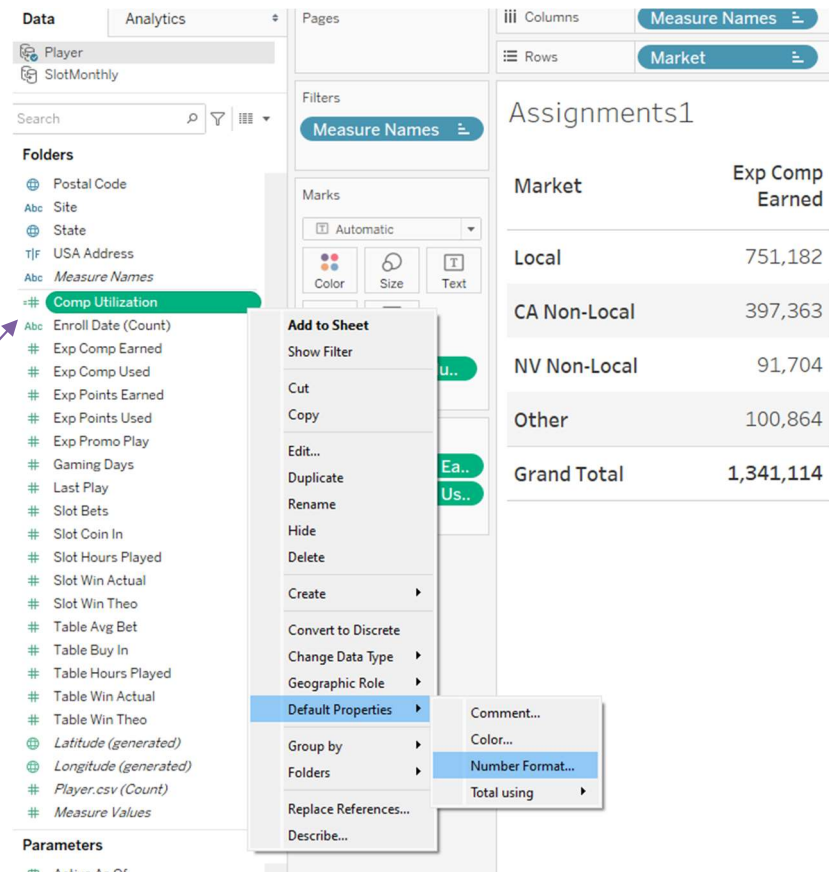 Data
Analytics
Player
SlotMonthly
Search
Folders
Postal Code
Abc Site
State
T|F USA Address
Abc Measure Names
=# Comp Utilization
Abc Enroll Date (Count)
# Exp Comp Earned
# Exp Comp Used
# Exp Points Earned
# Exp Points Used
# Exp Promo Play
# Gaming Days
# Last Play
# Slot Bets
# Slot Coin In
# Slot Hours Played
# Slot Win Actual
# Slot Win Theo
# Table Avg Bet
# Table Buy In
# Table Hours Played
# Table Win Actual
# Table Win Theo
Latitude (generated)
Longitude (generated)
# Player.csv (Count)
# Measure Values
Parameters
Pages
Filters
Measure Names
Marks
T Automatic
Color
Size
T
Text
u..
Ea..
Us..
Add to Sheet
Show Filter
Cut
Copy
Edit...
Duplicate
Rename
Hide
Delete
Create
Convert to Discrete
Change Data Type
Geographic Role
Default Properties
Group by
Folders
Replace References...
Describe...
Comment...
Color...
Number Format...
Total using
iii Columns
Measure Names
Rows
Market
Assignments1
Market
Exp Comp
Earned
Local 751,182
CA Non-Local 397,363
NV Non-Local 91,704
Other 100,864
Grand Total 1,341,114